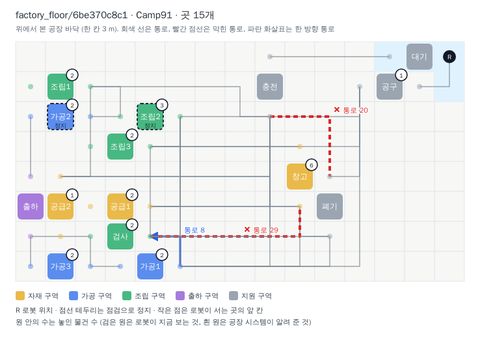 factory_floor/6be370c8c1 · Camp91 · 곳 15개
위에서 본 공장 바닥 (한 칸 3 m). 회색 선은 통로, 빨간 점선은 막힌 통로, 파란 화살표는 한 방향 통로
대기
R
조립1
2
충전
공구
1
가공2
2
조립2
3
통로 20
조립3
2
창고
6
출하
공급2
1
공급1
2
폐기
검사
2
통로 8
통로 29
가공3
2
가공1
2
자재 구역
가공 구역
조립 구역
출하 구역
지원 구역
R 로봇 위치 · 점선 테두리는 점검으로 정지 · 작은 점은 로봇이 서는 곳의 앞 칸
원 안의 수는 놓인 물건 수 (검은 원은 로봇이 지금 보는 것, 흰 원은 공장 시스템이 알려 준 것)